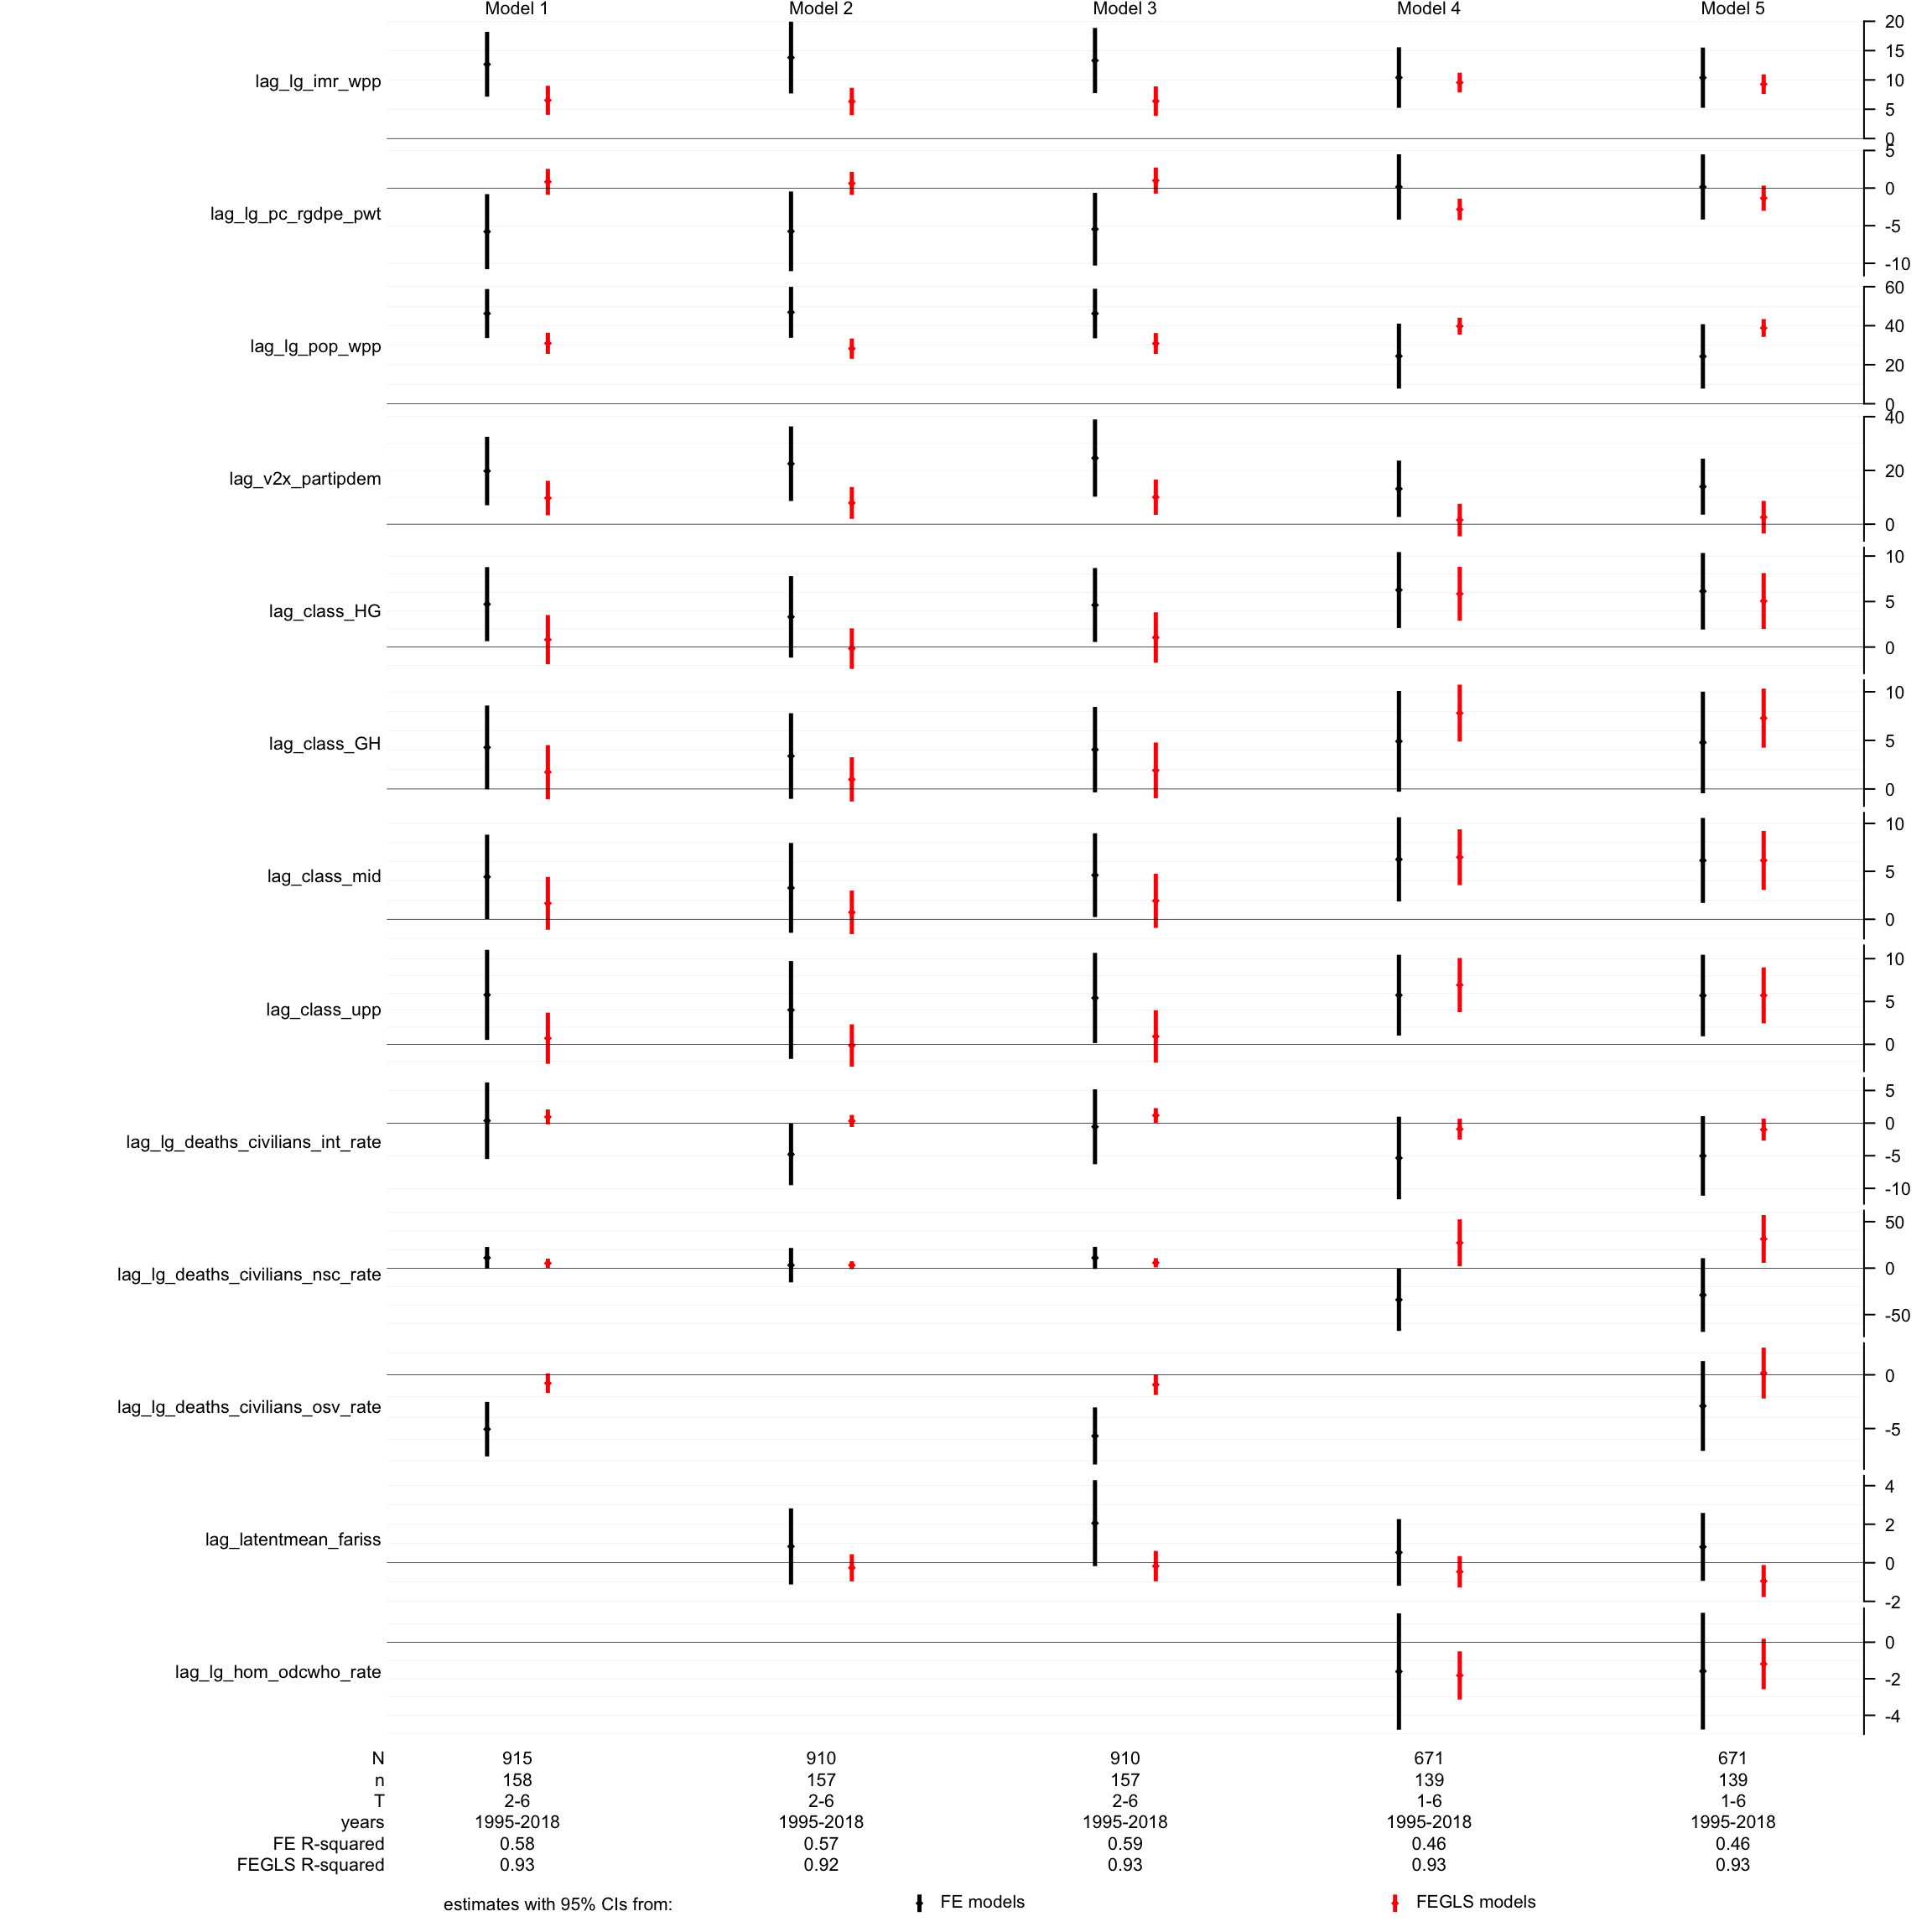 Model 1 Model 2 Model 3 Model 4 Model 5
lag_lg_imr_wpp 20 15 10 5 0
lag_lg_pc_rgdpe_pwt 5 0 -5 -10
lag_lg_pop_wpp 60 40 20 0
lag_v2x_partipdem 40 20 0
lag_class_HG 10 5 0
lag_class_GH 10 5 0
lag_class_mid 10 5 0
lag_class_upp 10 5 0
lag_lg_deaths_civilians_int_rate 5 0 -5 -10
lag_lg_deaths_civilians_nsc_rate 50 0 -50
lag_lg_deaths_civilians_osv_rate 0 -5
lag_latentmean_fariss 4 2 0 -2
lag_lg_hom_odcwho_rate 0 -2 -4
N 915 910 910 671 671
n 158 157 157 139 139
T 2-6 2-6 2-6 1-6 1-6
years 1995-2018 1995-2018 1995-2018 1995-2018 1995-2018
FE R-squared 0.58 0.57 0.59 0.46 0.46
FEGLS R-squared 0.93 0.92 0.93 0.93 0.93
estimates with 95% CIs from: FE models FEGLS models